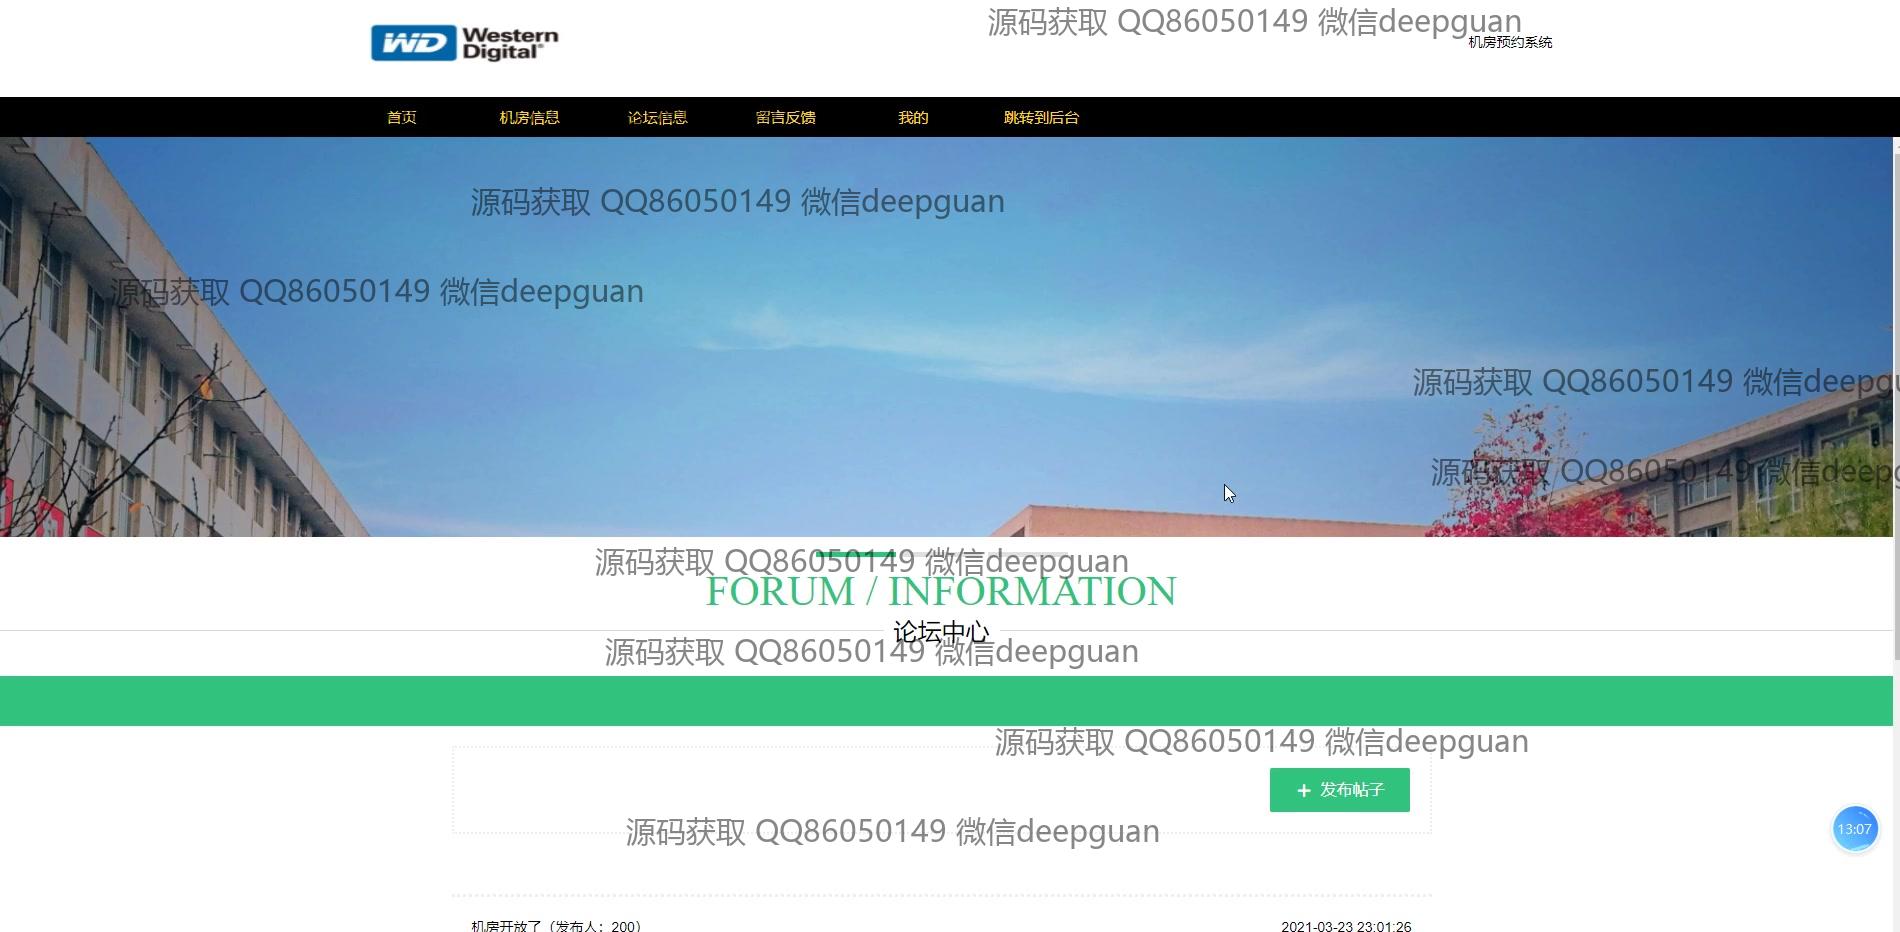 源码获取 QQ86050149 微信deepguan
WD Western Digital®
机房预约系统
首页 机房信息 论坛信息 留言反馈 我的 跳转到后台
源码获取 QQ86050149 微信deepguan
源码获取 QQ86050149 微信deepguan
源码获取 QQ86050149 微信deepgu
源码获取 QQ86050149 微信deepg
源码获取 QQ86050149 微信deepguan
FORUM / INFORMATION
论坛中心
源码获取 QQ86050149 微信deepguan
源码获取 QQ86050149 微信deepguan
+ 发布帖子
源码获取 QQ86050149 微信deepguan
13:07
机房开放了（发布人：200） 2021-03-23 23:01:26